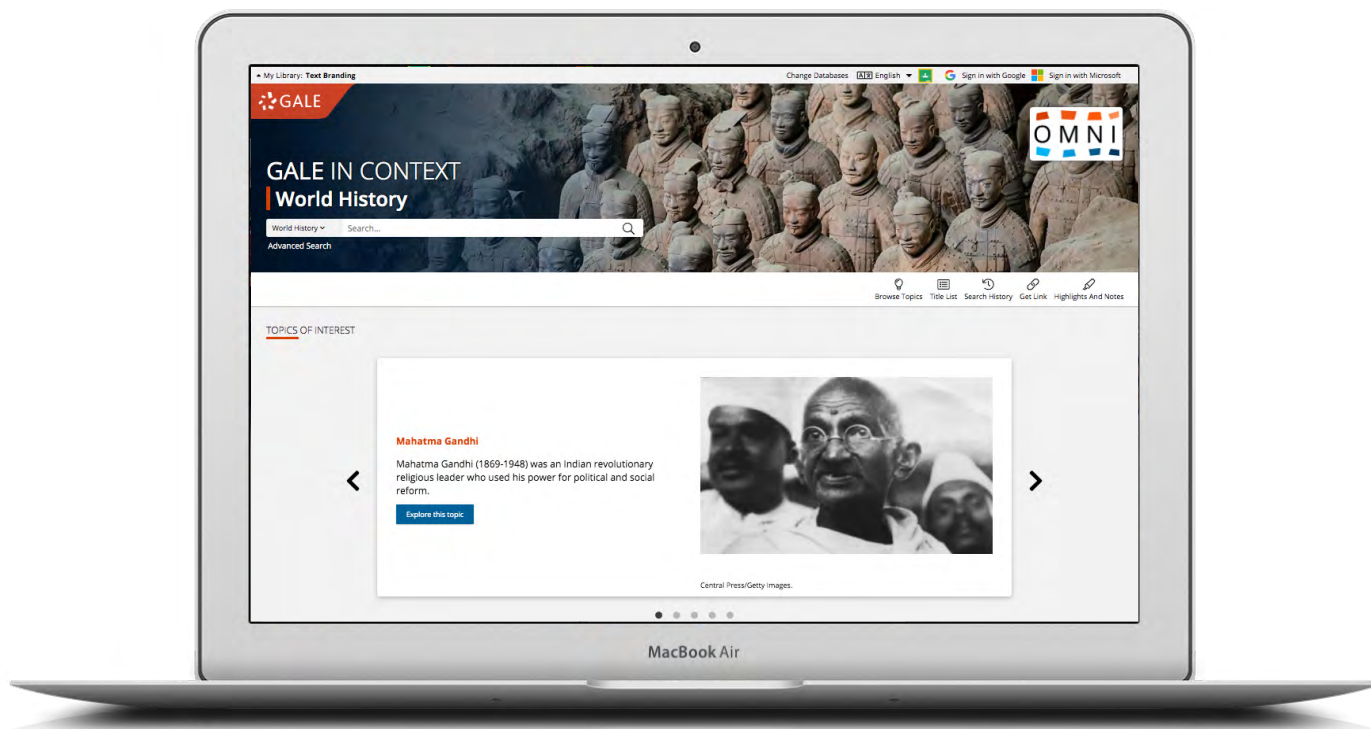 My Library: Text Branding
Change Databases English Sign in with Google Sign in with Microsoft
GALE
OMNI
GALE IN CONTEXT
World History
World History Search...
Advanced Search
Browse Topics Title List Search History Get Link Highlights And Notes
TOPICS OF INTEREST
Mahatma Gandhi
Mahatma Gandhi (1869-1948) was an Indian revolutionary
religious leader who used his power for political and social
reform.
Explore this topic
Central Press/Getty Images.
MacBook Air